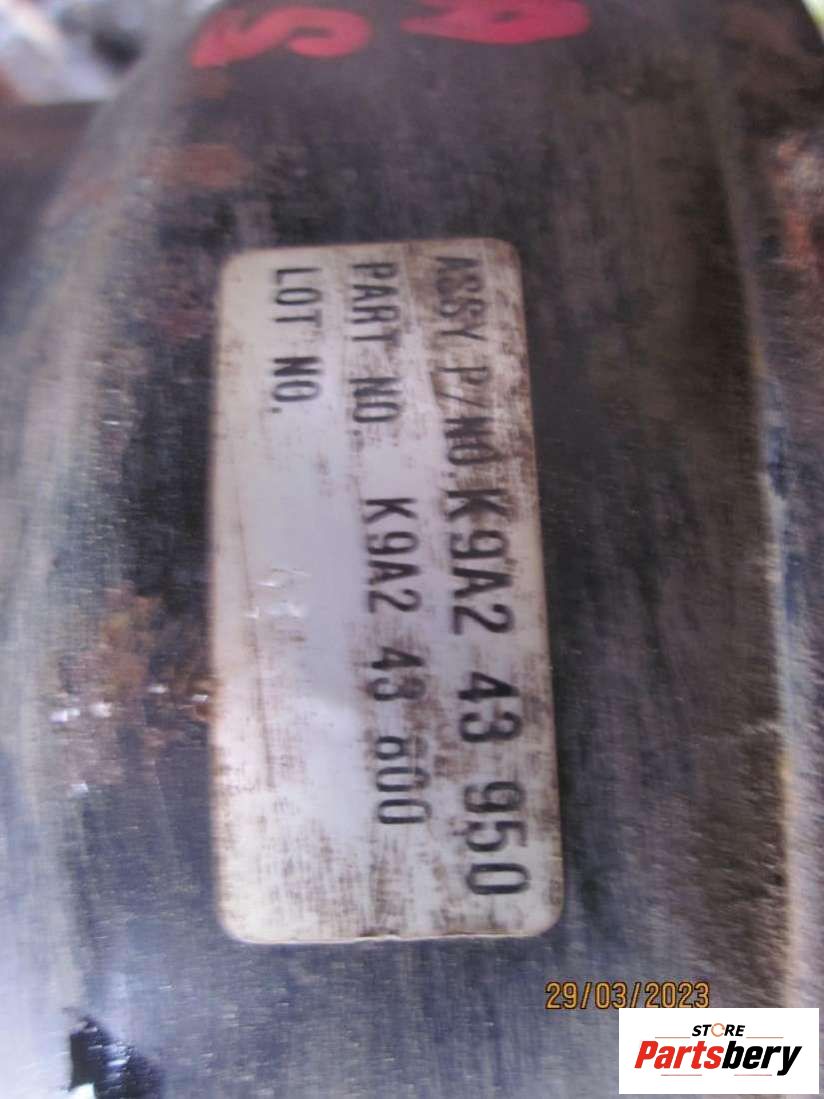 ASSY P/NO. K9A2 43 950
PART NO. K9A2 43 800
LOT NO.
29/03/2023
STORE
Partsbery